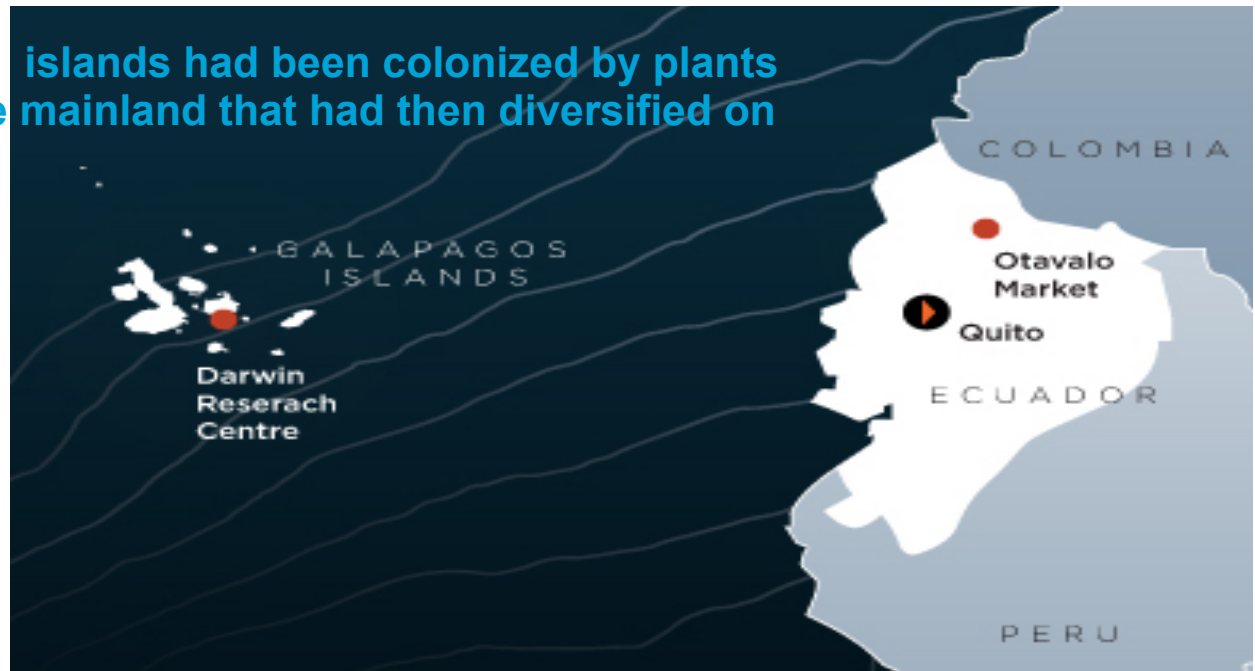 islands had been colonized by plants
mainland that had then diversified on
COLOMBIA
GALAPAGOS
ISLANDS
Otavalo
Market
Quito
Darwin
Reserach
Centre
ECUADOR
PERU